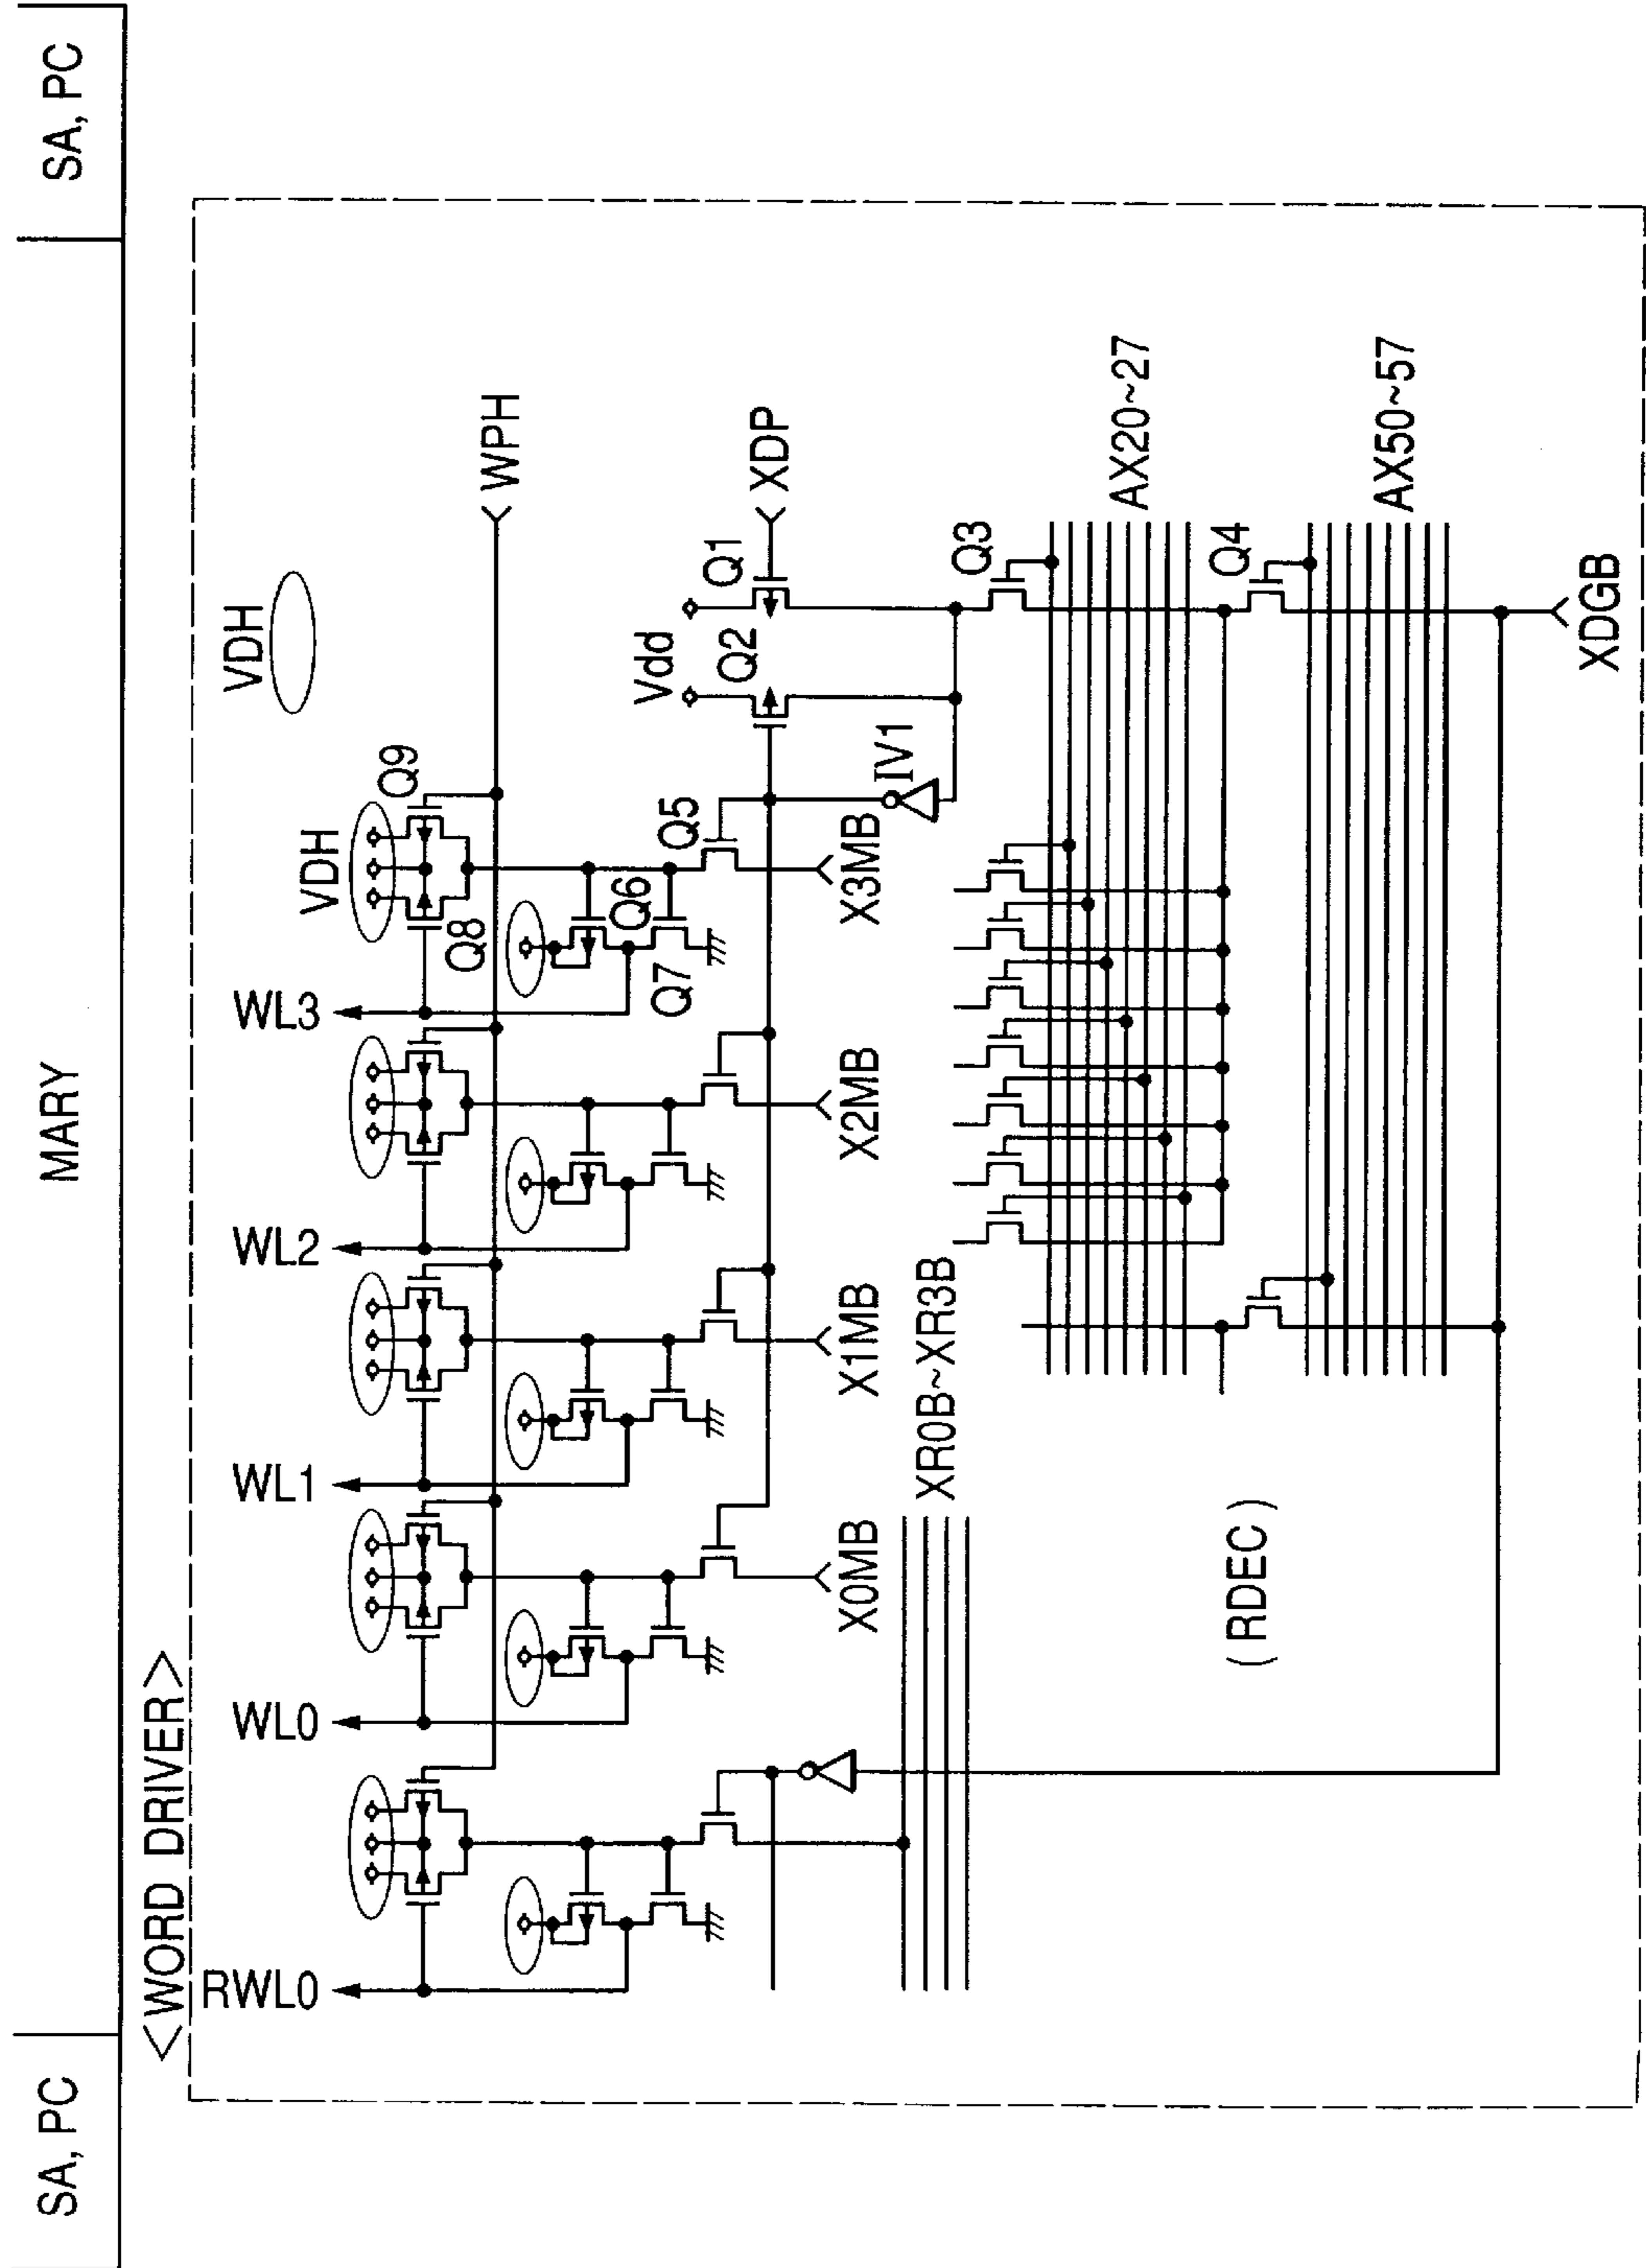 SA, PC
MARY
SA, PC
<WORD DRIVER>
RWL0
WL0
WL1
WL2
WL3
VDH
VDH
Q8
Q9
WPH
Q7
Q6
Q5
Vdd
Q2
Q1
XDP
X0MB
X1MB
X2MB
X3MB
IV1
XR0B~XR3B
Q3
AX20~27
(RDEC)
Q4
AX50~57
XDGB